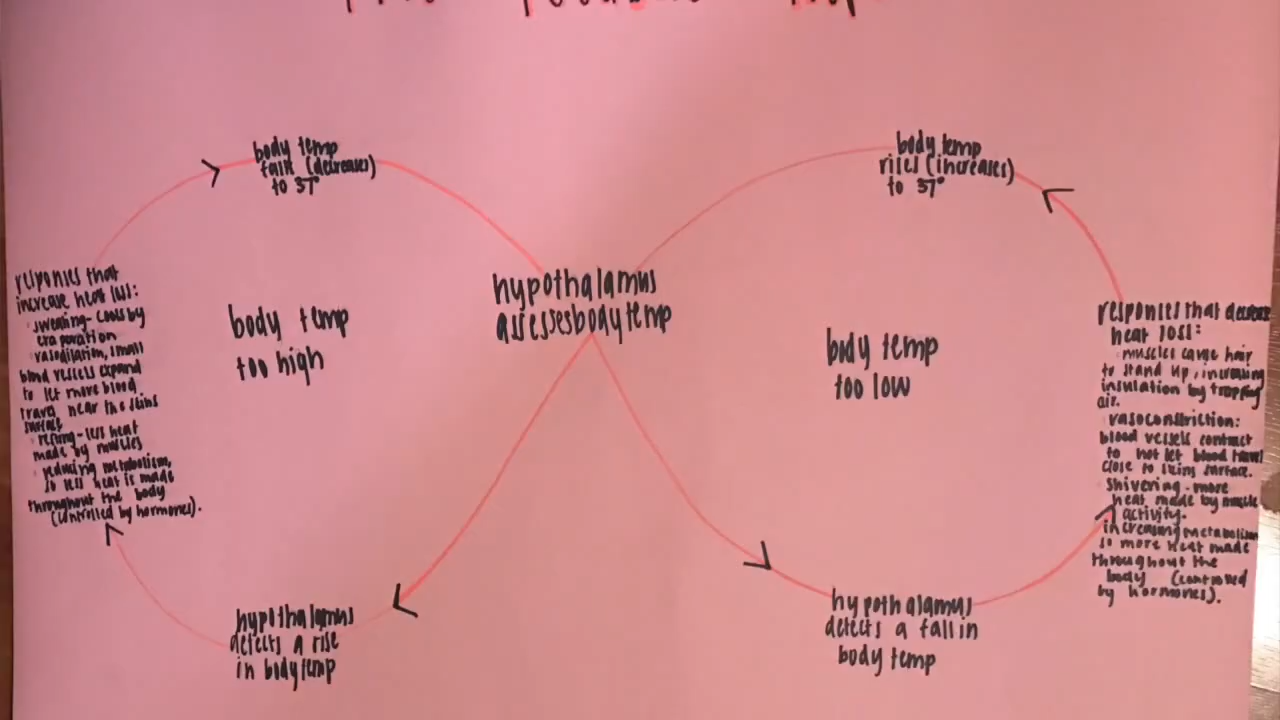 body temp
falls (decreases)
to 37°
body temp
rises (increases)
to 37°
responses that
increase heat loss:
· sweating - cools by
evaporation
· vasodilation, small
blood vessels expand
to let more blood
travel near the skins
surface
· resting - less heat
made by muscles
· reducing metabolism,
so less heat is made
throughout the body
(controlled by hormones).
body temp
too high
hypothalamus
assesses body temp
body temp
too low
responses that decrease
heat loss:
· muscles cause hair
to stand up, increasing
insulation by trapping
air.
· vasoconstriction:
blood vessels contract
to not let blood travel
close to skins surface.
· shivering - more
heat made by muscle
activity.
· increasing metabolism
so more heat made
throughout the
body (controlled
by hormones).
hypothalamus
detects a rise
in body temp
hypothalamus
detects a fall in
body temp